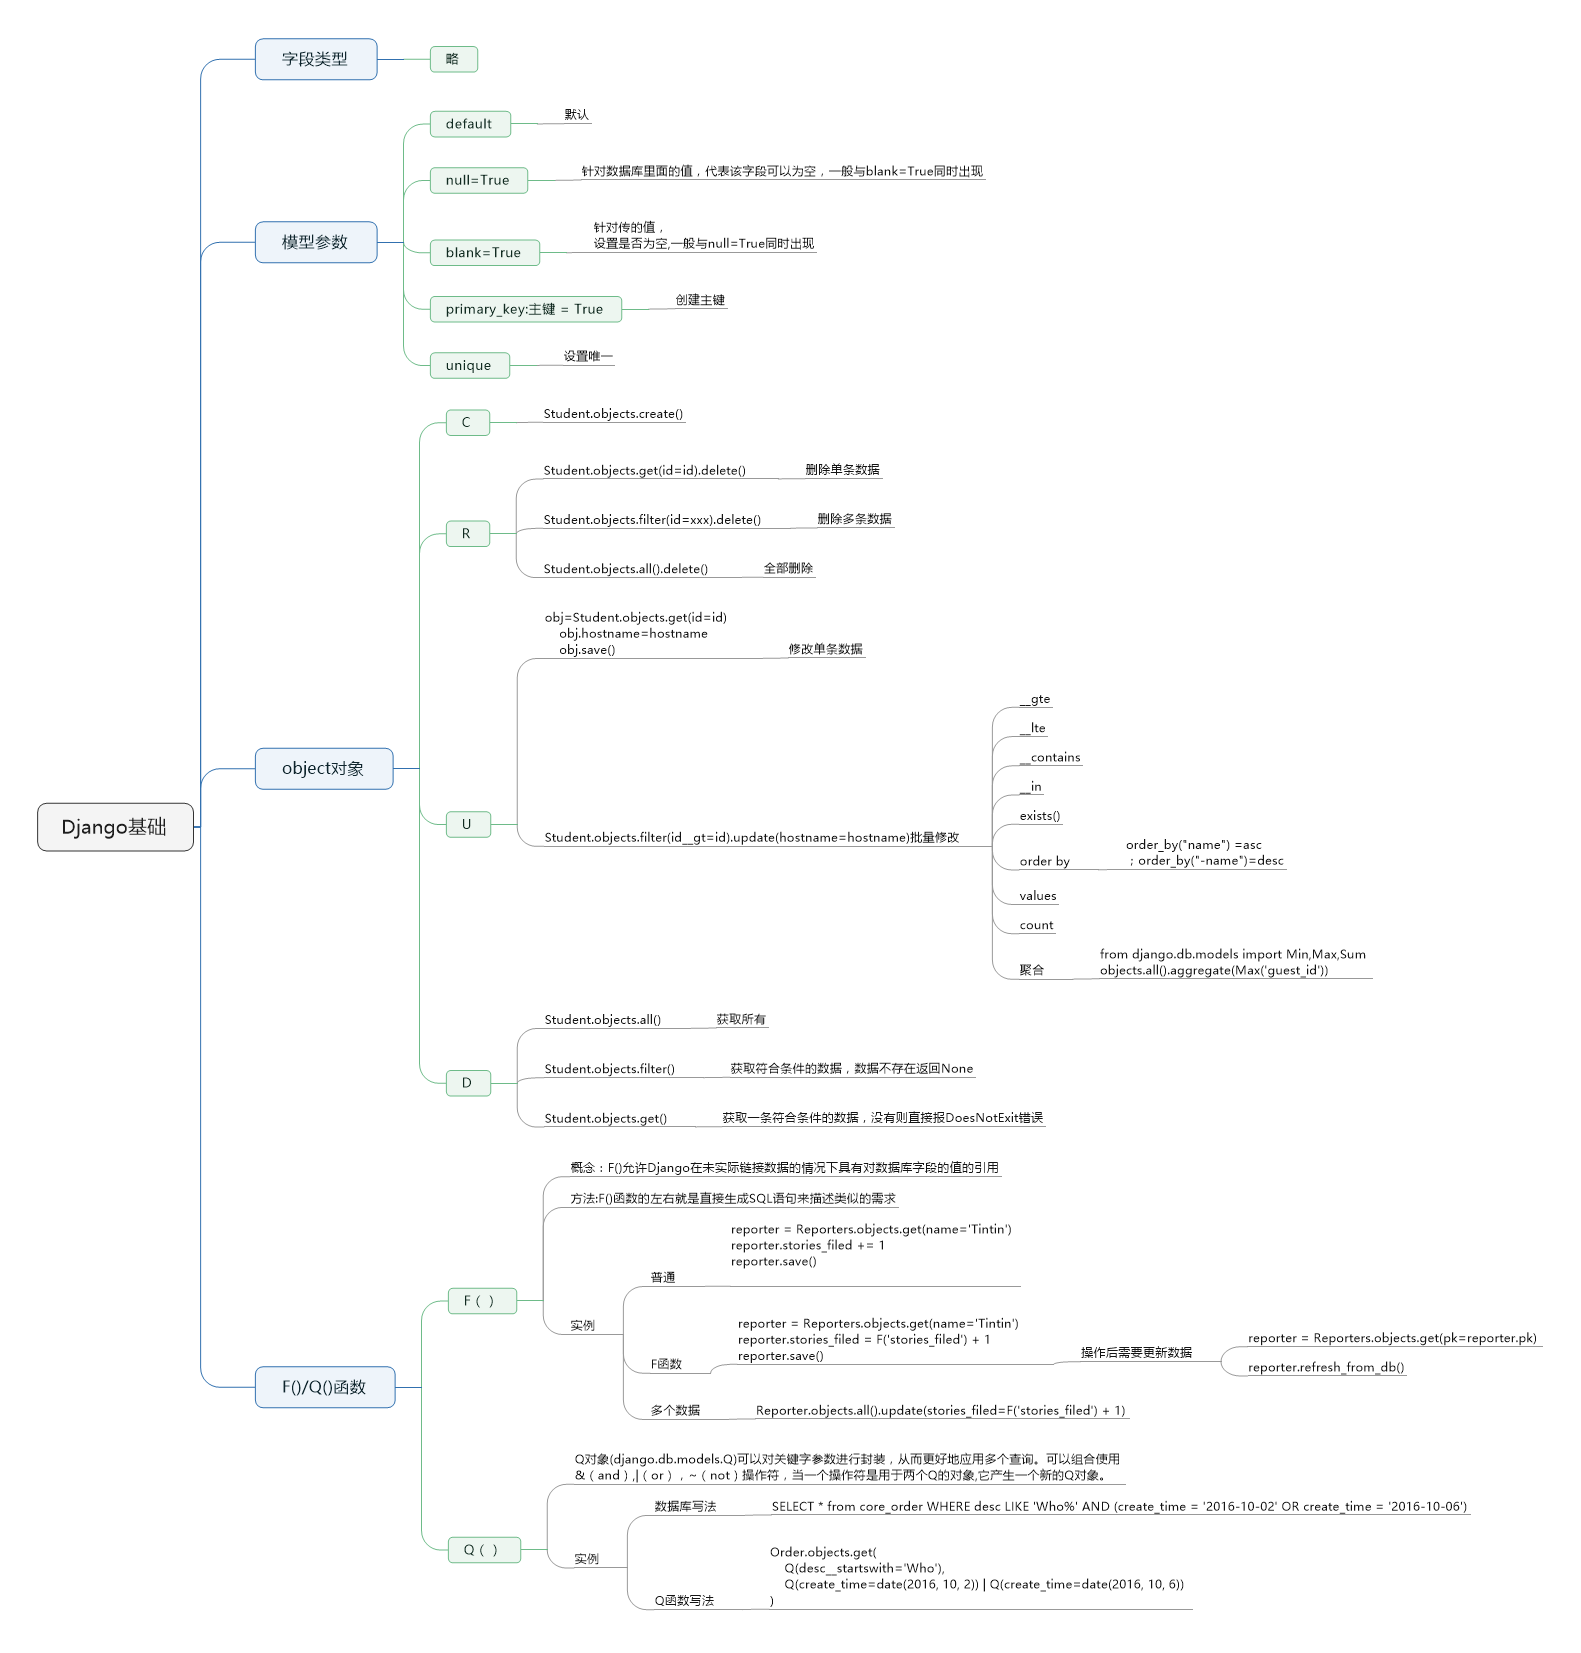 Django基础
字段类型
略
模型参数
default
默认
null=True
针对数据库里面的值，代表该字段可以为空，一般与blank=True同时出现
blank=True
针对传的值，
设置是否为空,一般与null=True同时出现
primary_key:主键 = True
创建主键
unique
设置唯一
object对象
C
Student.objects.create()
R
Student.objects.get(id=id).delete()
删除单条数据
Student.objects.filter(id=xxx).delete()
删除多条数据
Student.objects.all().delete()
全部删除
U
obj=Student.objects.get(id=id)
obj.hostname=hostname
obj.save()
修改单条数据
Student.objects.filter(id__gt=id).update(hostname=hostname)批量修改
__gte
__lte
__contains
__in
exists()
order by
order_by("name") =asc
；order_by("-name")=desc
values
count
聚合
from django.db.models import Min,Max,Sum
objects.all().aggregate(Max('guest_id'))
D
Student.objects.all()
获取所有
Student.objects.filter()
获取符合条件的数据，数据不存在返回None
Student.objects.get()
获取一条符合条件的数据，没有则直接报DoesNotExit错误
F()/Q()函数
F（ ）
概念：F()允许Django在未实际链接数据的情况下具有对数据库字段的值的引用
方法:F()函数的左右就是直接生成SQL语句来描述类似的需求
实例
普通
reporter = Reporters.objects.get(name='Tintin')
reporter.stories_filed += 1
reporter.save()
F函数
reporter = Reporters.objects.get(name='Tintin')
reporter.stories_filed = F('stories_filed') + 1
reporter.save()
操作后需要更新数据
reporter = Reporters.objects.get(pk=reporter.pk)
reporter.refresh_from_db()
多个数据
Reporter.objects.all().update(stories_filed=F('stories_filed') + 1)
Q（ ）
Q对象(django.db.models.Q)可以对关键字参数进行封装，从而更好地应用多个查询。可以组合使用
&（and）,|（or），~（not）操作符，当一个操作符是用于两个Q的对象,它产生一个新的Q对象。
实例
数据库写法
SELECT * from core_order WHERE desc LIKE 'Who%' AND (create_time = '2016-10-02' OR create_time = '2016-10-06')
Q函数写法
Order.objects.get(
Q(desc__startswith='Who'),
Q(create_time=date(2016, 10, 2)) | Q(create_time=date(2016, 10, 6))
)